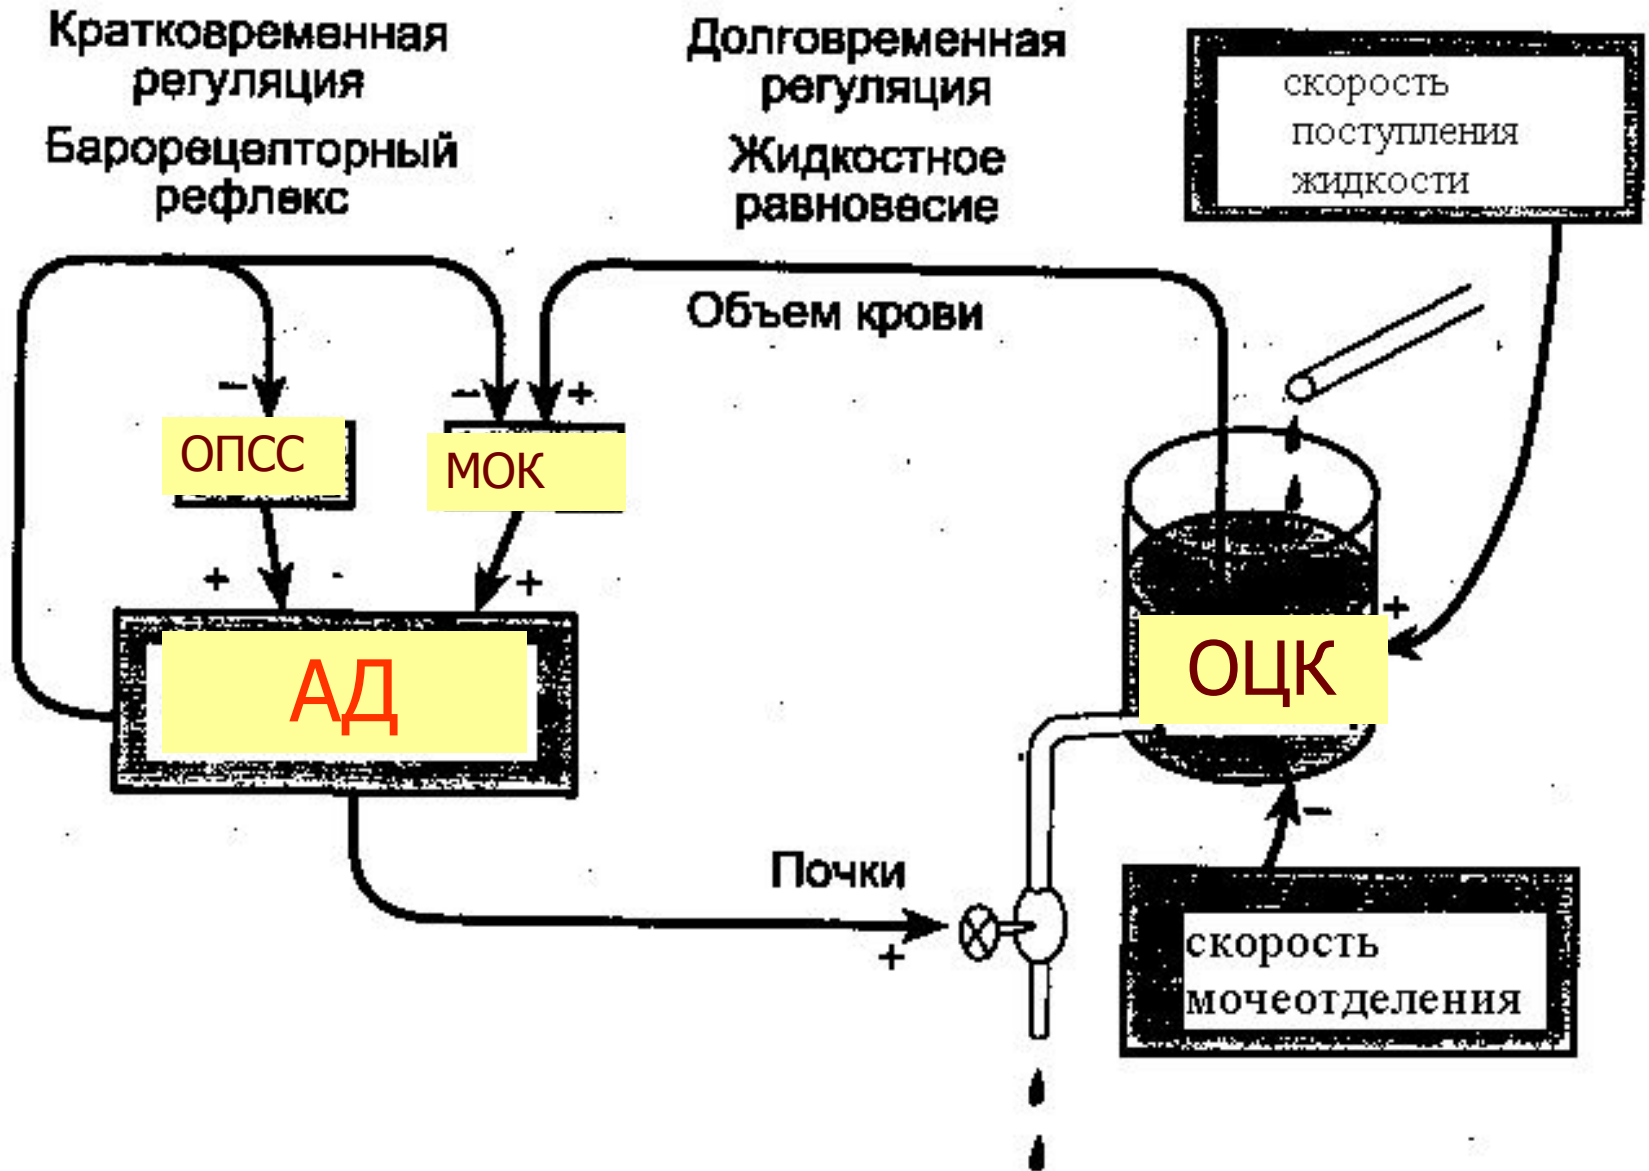 Кратковременная
регуляция
Барорецепторный
рефлекс
Долговременная
регуляция
Жидкостное
равновесие
скорость
поступления
жидкости
Объем крови
−
−
+
ОПСС
МОК
+
-
+
+
АД
ОЦК
−
Почки
+
скорость
мочеотделения